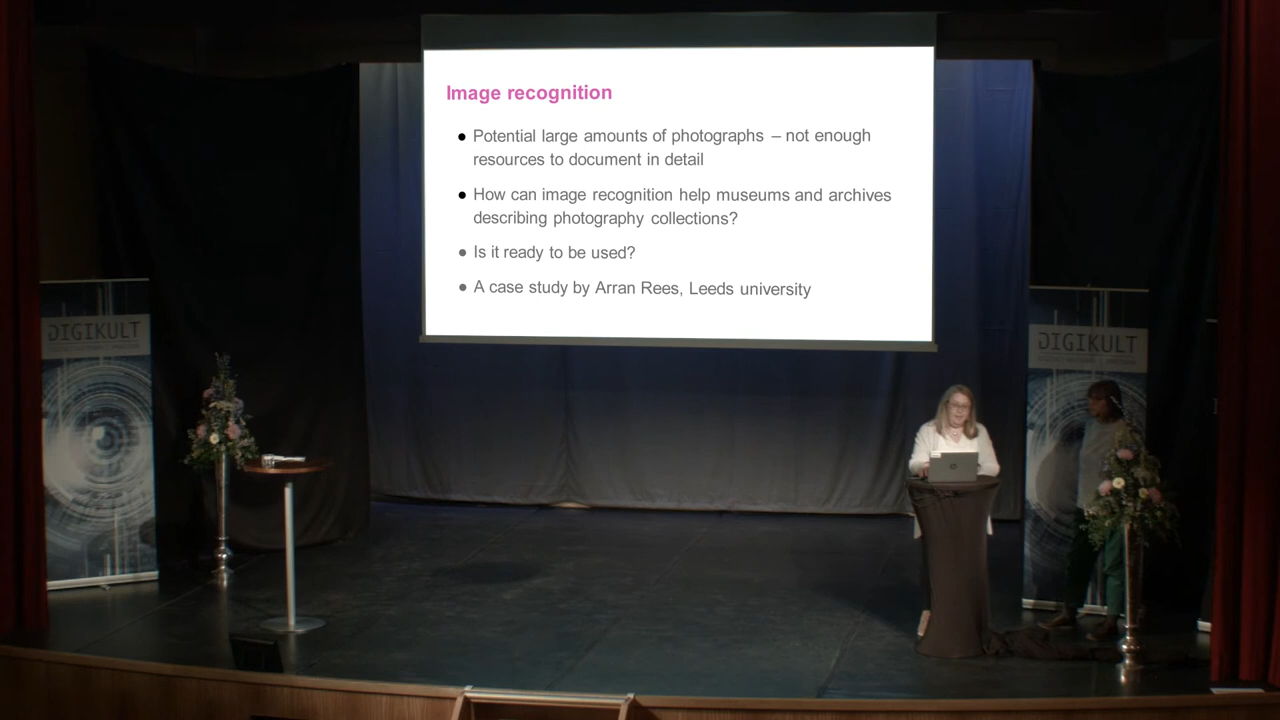 Image recognition
● Potential large amounts of photographs – not enough
resources to document in detail
● How can image recognition help museums and archives
describing photography collections?
● Is it ready to be used?
● A case study by Arran Rees, Leeds university
DIGIKULT
DIGIKULT